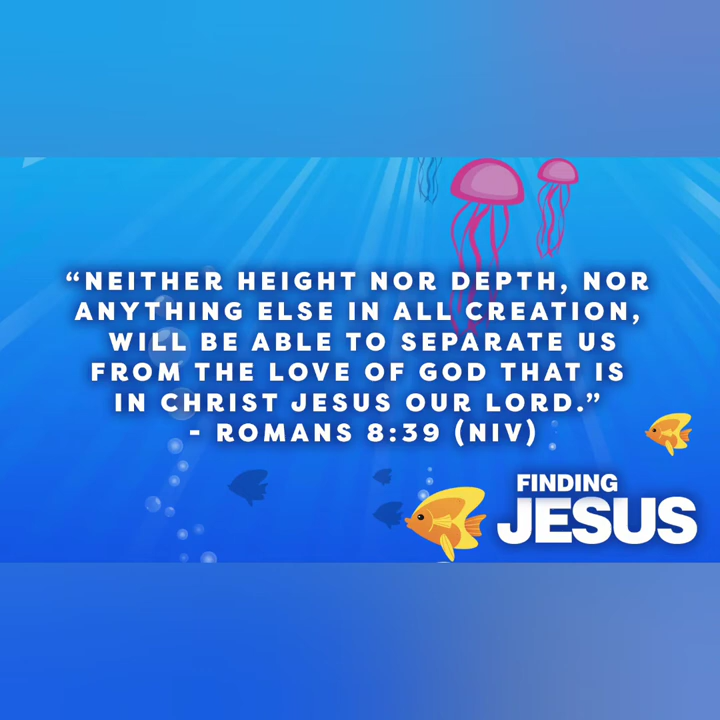 “NEITHER HEIGHT NOR DEPTH, NOR
ANYTHING ELSE IN ALL CREATION,
WILL BE ABLE TO SEPARATE US
FROM THE LOVE OF GOD THAT IS
IN CHRIST JESUS OUR LORD.”
- ROMANS 8:39 (NIV)
FINDING
JESUS